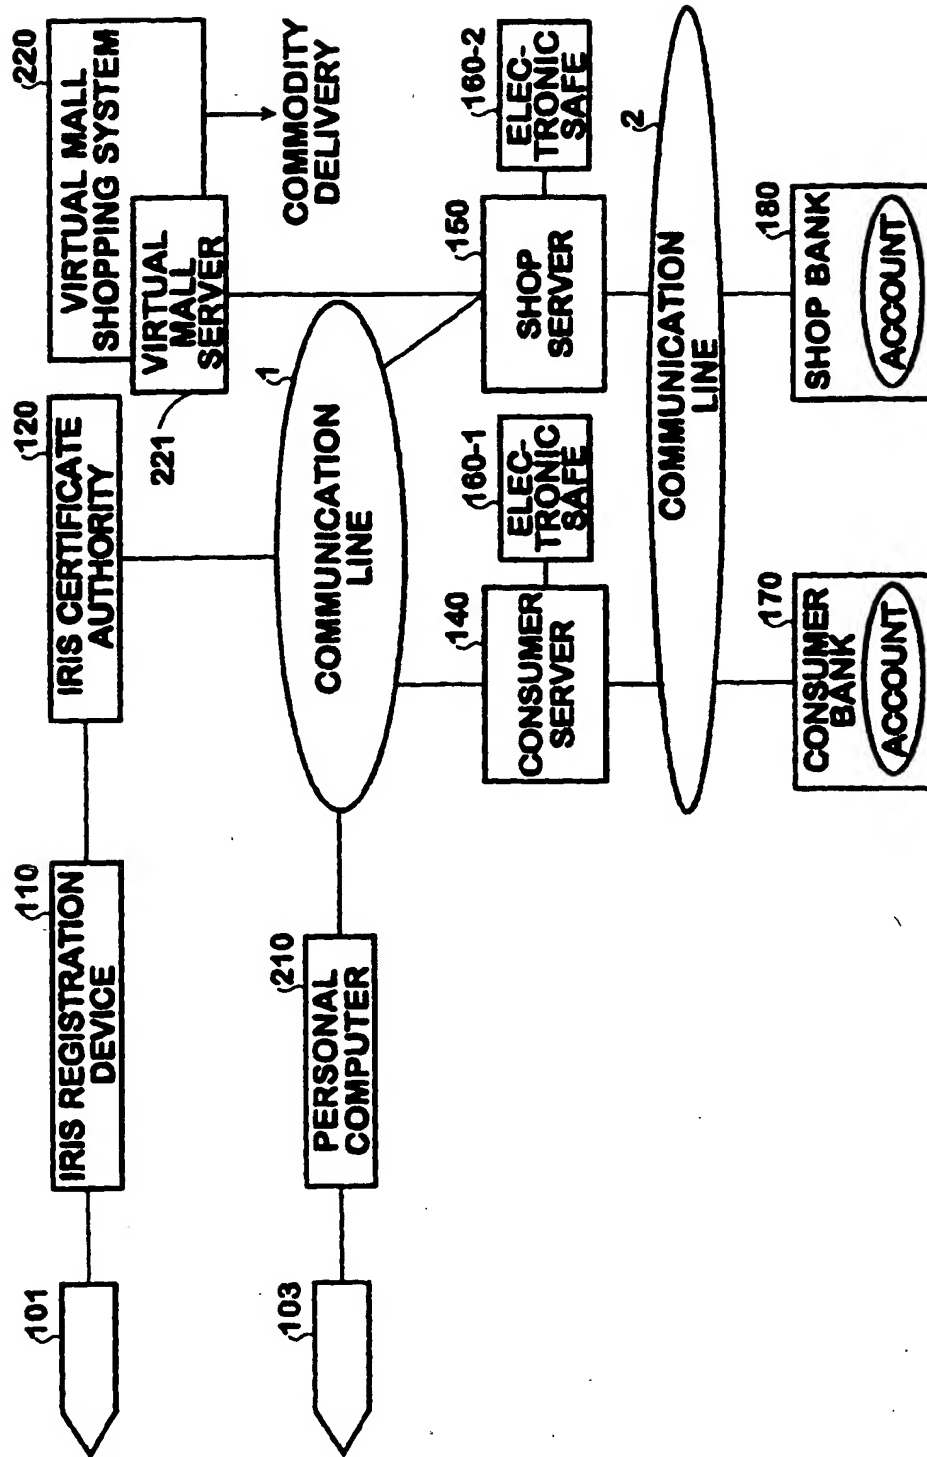 101
110
IRIS REGISTRATION
DEVICE
120
IRIS CERTIFICATE
AUTHORITY
220
VIRTUAL MALL
SHOPPING SYSTEM
VIRTUAL
MALL
SERVER
221
COMMODITY
DELIVERY
103
210
PERSONAL
COMPUTER
1
COMMUNICATION
LINE
140
CONSUMER
SERVER
160-1
ELEC-
TRONIC
SAFE
150
SHOP
SERVER
160-2
ELEC-
TRONIC
SAFE
2
COMMUNICATION
LINE
170
CONSUMER
BANK
ACCOUNT
180
SHOP BANK
ACCOUNT